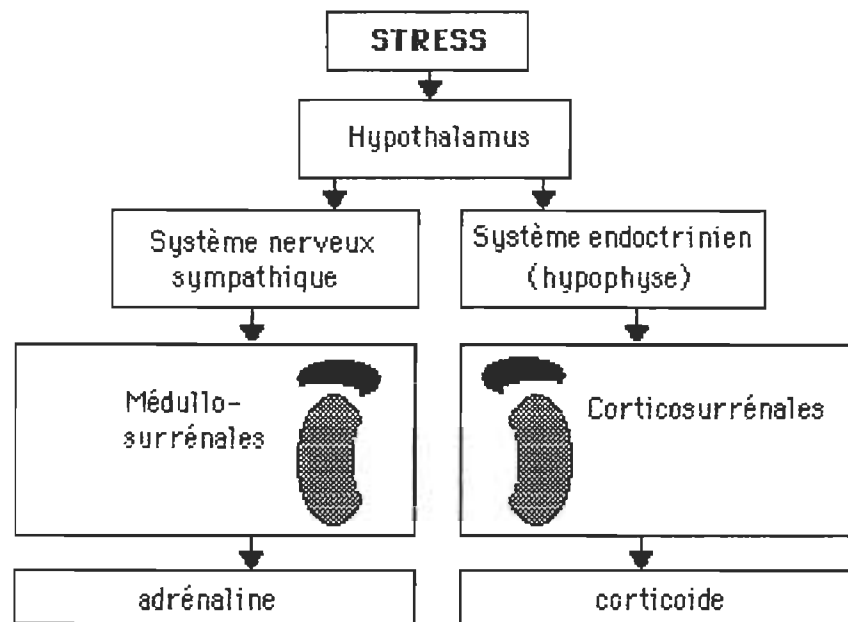 STRESS
Hypothalamus
Système nerveux
sympathique
Système endoctrinien
(hypophyse)
Médullo-
surrénales
Corticosurrénales
adrénaline
corticoide